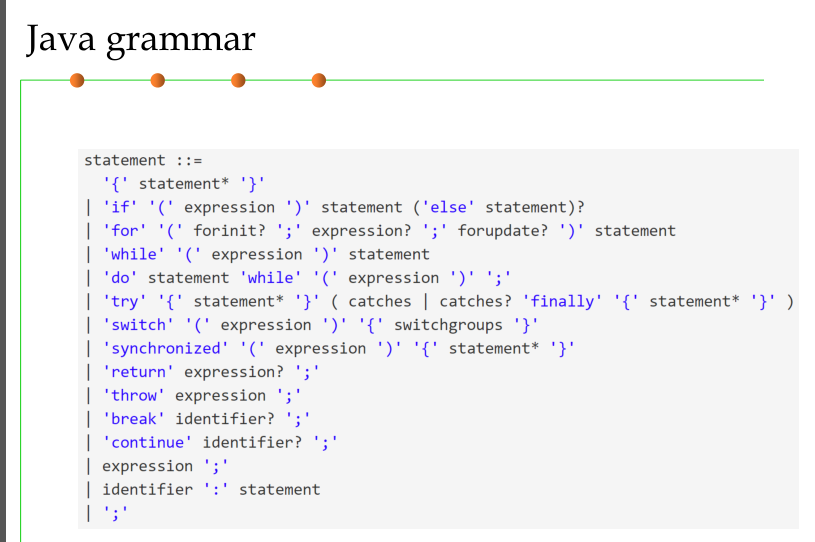 Java grammar
statement ::=
'{' statement* '}'
| 'if' '(' expression ')' statement ('else' statement)?
| 'for' '(' forinit? ';' expression? ';' forupdate? ')' statement
| 'while' '(' expression ')' statement
| 'do' statement 'while' '(' expression ')' ';'
| 'try' '{' statement* '}' ( catches | catches? 'finally' '{' statement* '}' )
| 'switch' '(' expression ')' '{' switchgroups '}'
| 'synchronized' '(' expression ')' '{' statement* '}'
| 'return' expression? ';'
| 'throw' expression ';'
| 'break' identifier? ';'
| 'continue' identifier? ';'
| expression ';'
| identifier ':' statement
| ';'